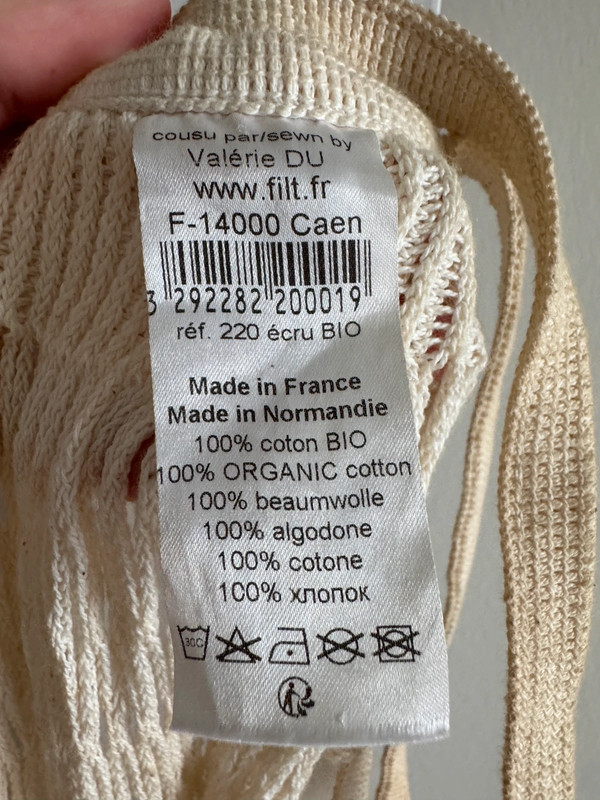 cousu par/sewn by
Valérie DU
www.filt.fr
F-14000 Caen
3 292282 200019
réf. 220 écru BIO
Made in France
Made in Normandie
100% coton BIO
100% ORGANIC cotton
100% beaumwolle
100% algodone
100% cotone
100% хлопок
30C